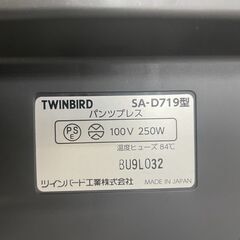 TWINBIRD SA-D719型
パンツプレス
PSE 100V 250W
温度ヒューズ 84℃
BU9L032
ツインバード工業株式会社 MADE IN JAPAN